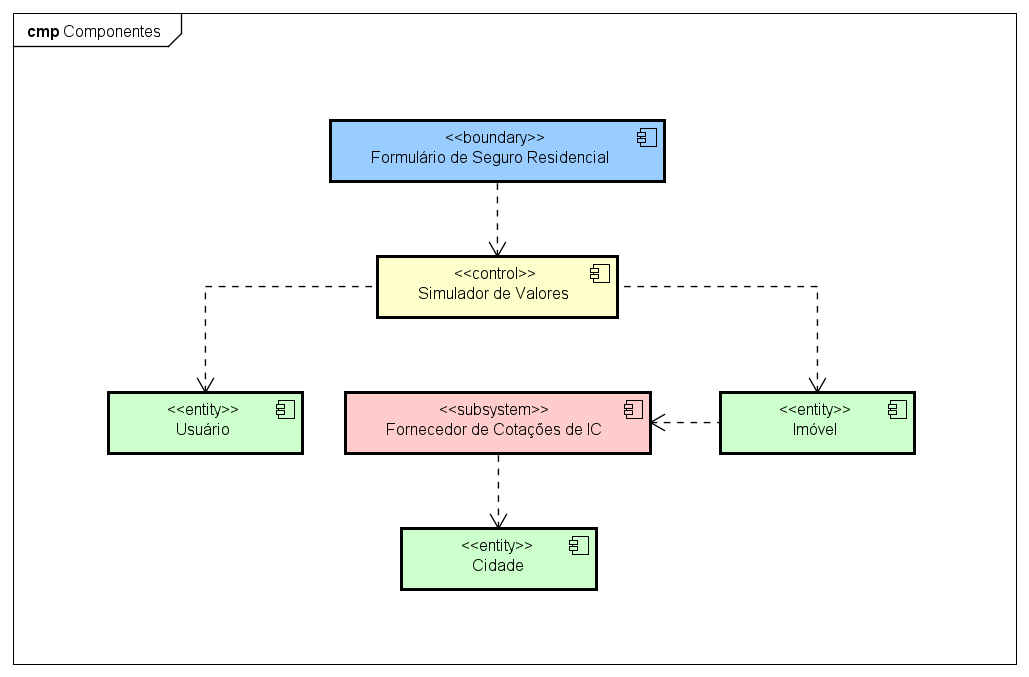 cmp Componentes
<<boundary>>
Formulário de Seguro Residencial
<<control>>
Simulador de Valores
<<entity>>
Usuário
<<subsystem>>
Fornecedor de Cotações de IC
<<entity>>
Imóvel
<<entity>>
Cidade